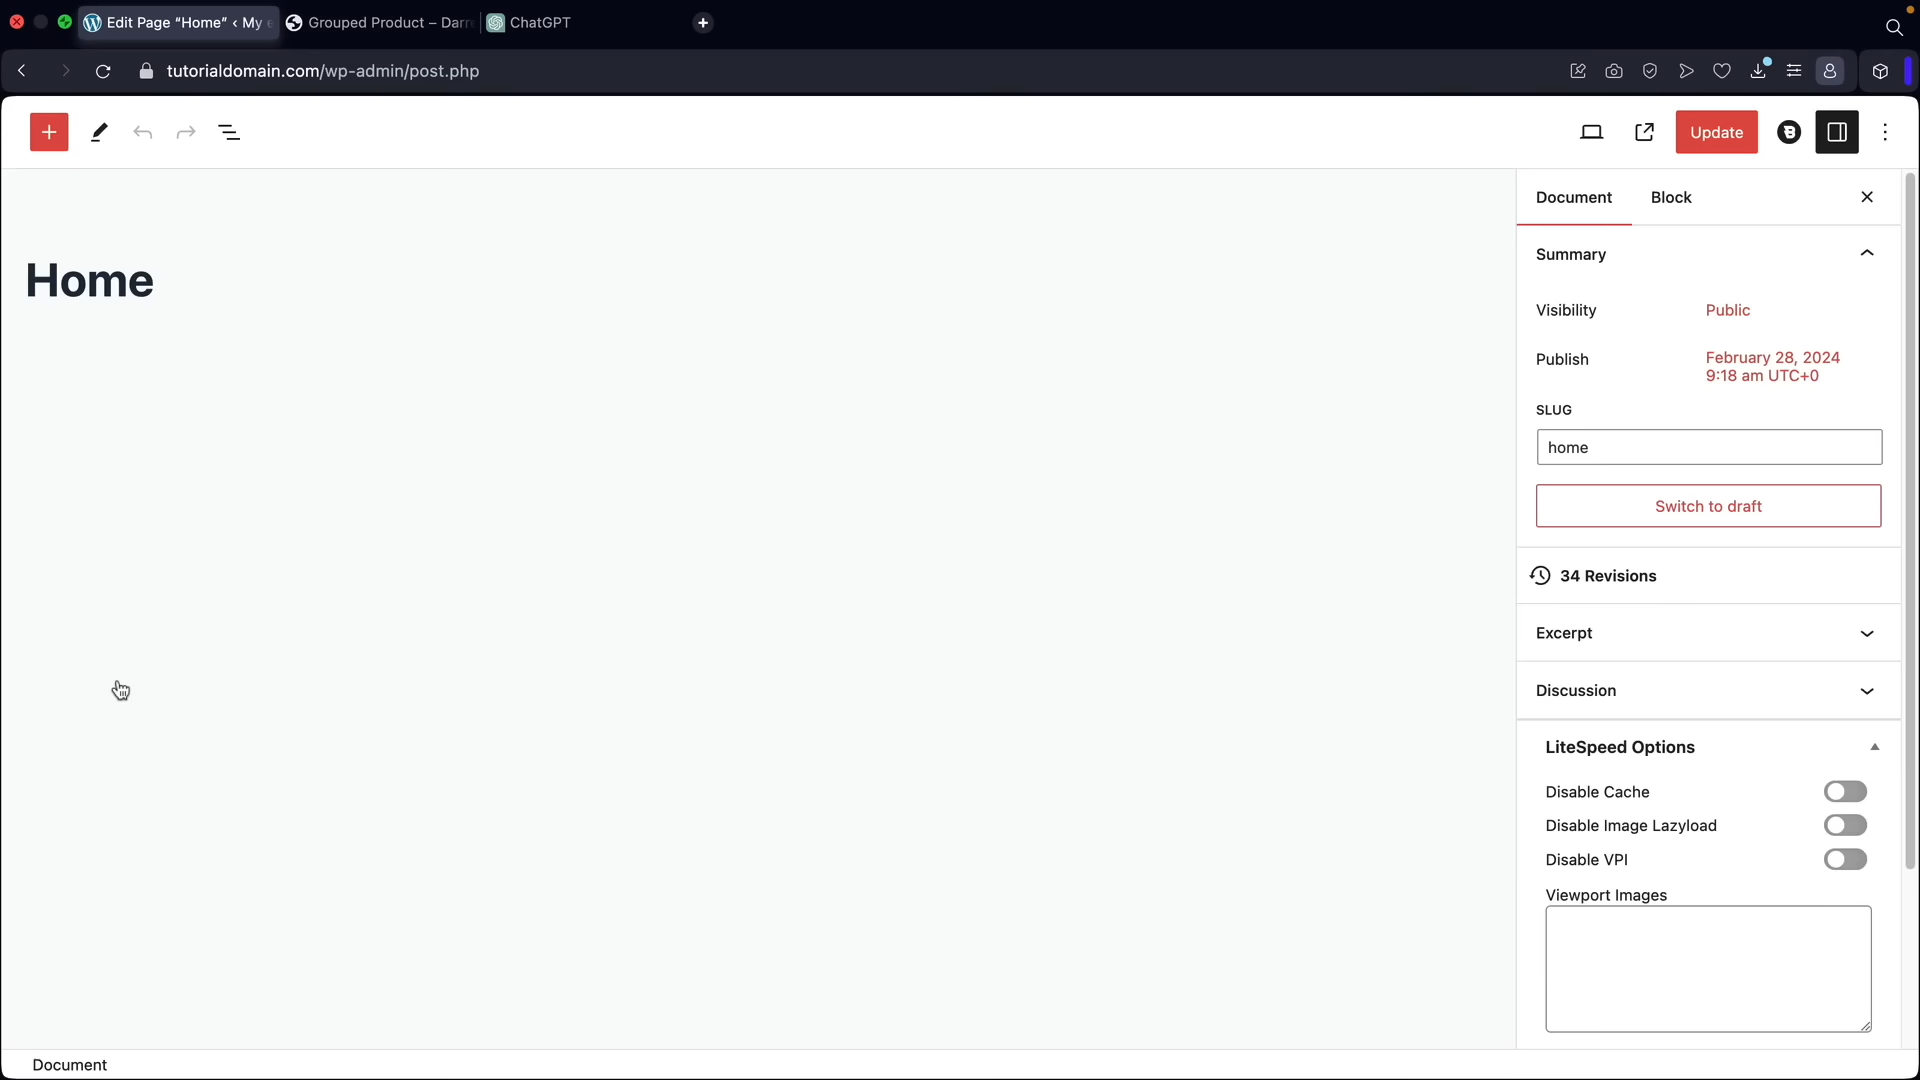 Edit Page “Home” ‹ My
Grouped Product – Darr
ChatGPT
tutorialdomain.com/wp-admin/post.php
Update
Document
Block
Home
Summary
Visibility
Public
Publish
February 28, 2024
9:18 am UTC+0
SLUG
home
Switch to draft
34 Revisions
Excerpt
Discussion
LiteSpeed Options
Disable Cache
Disable Image Lazyload
Disable VPI
Viewport Images
Document